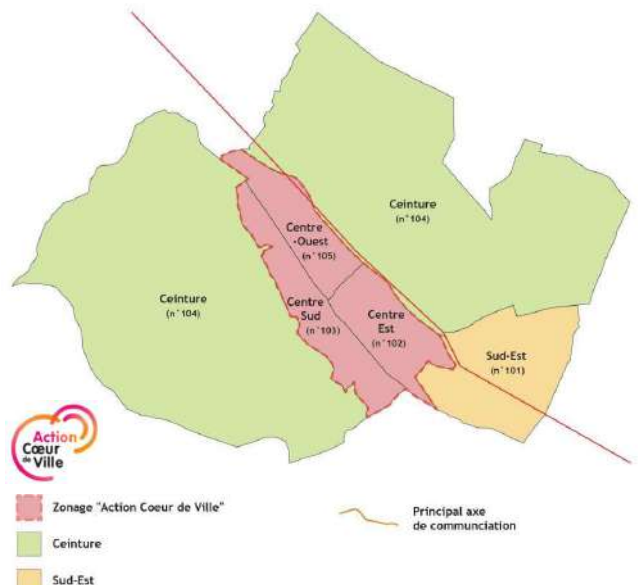 Ceinture
(n°104)
Centre
-Ouest
(n°105)
Ceinture
(n°104)
Centre
Sud
(n°103)
Centre
Est
(n°102)
Sud-Est
(n°101)
Action
Cœur
de Ville
Zonage "Action Coeur de Ville"
Principal axe
de communciation
Ceinture
Sud-Est